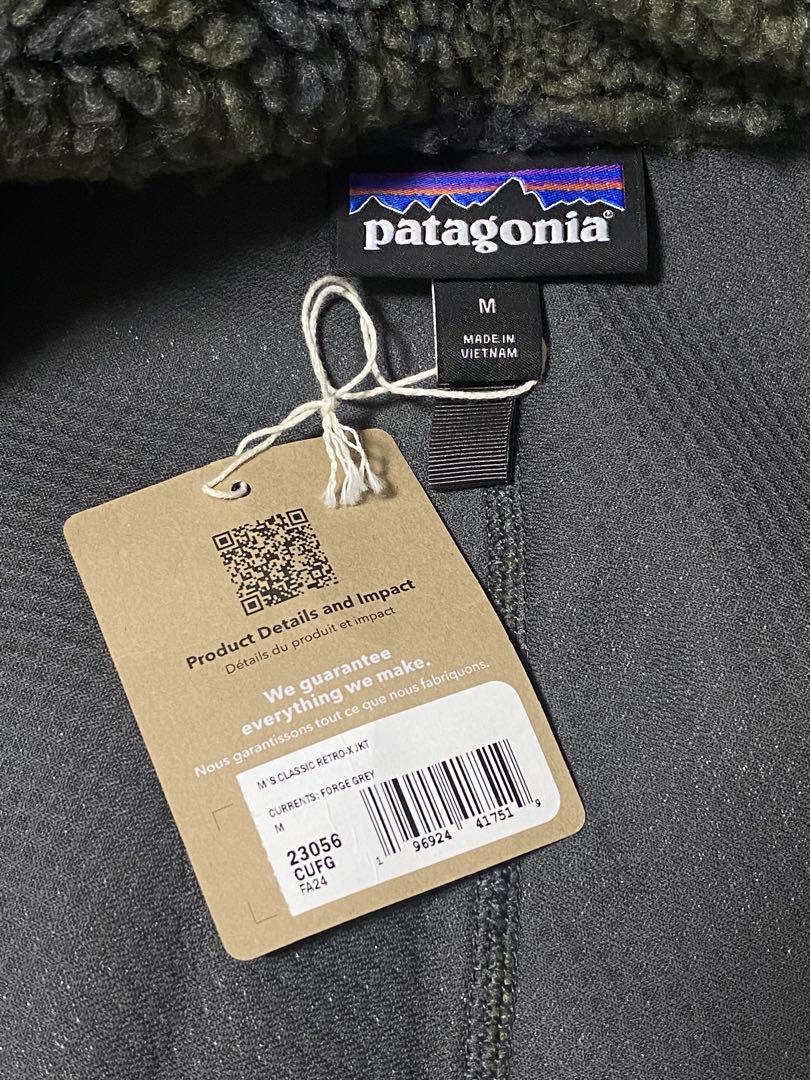 patagonia®
M
MADE IN
VIETNAM
Product Details and Impact
Détails du produit et impact
We guarantee
everything we make.
Nous garantissons tout ce que nous fabriquons.
M'S CLASSIC RETRO-X JKT
CURRENTS: FORGE GREY
M
23056
CUFG
FA24
1 96924 41751 9